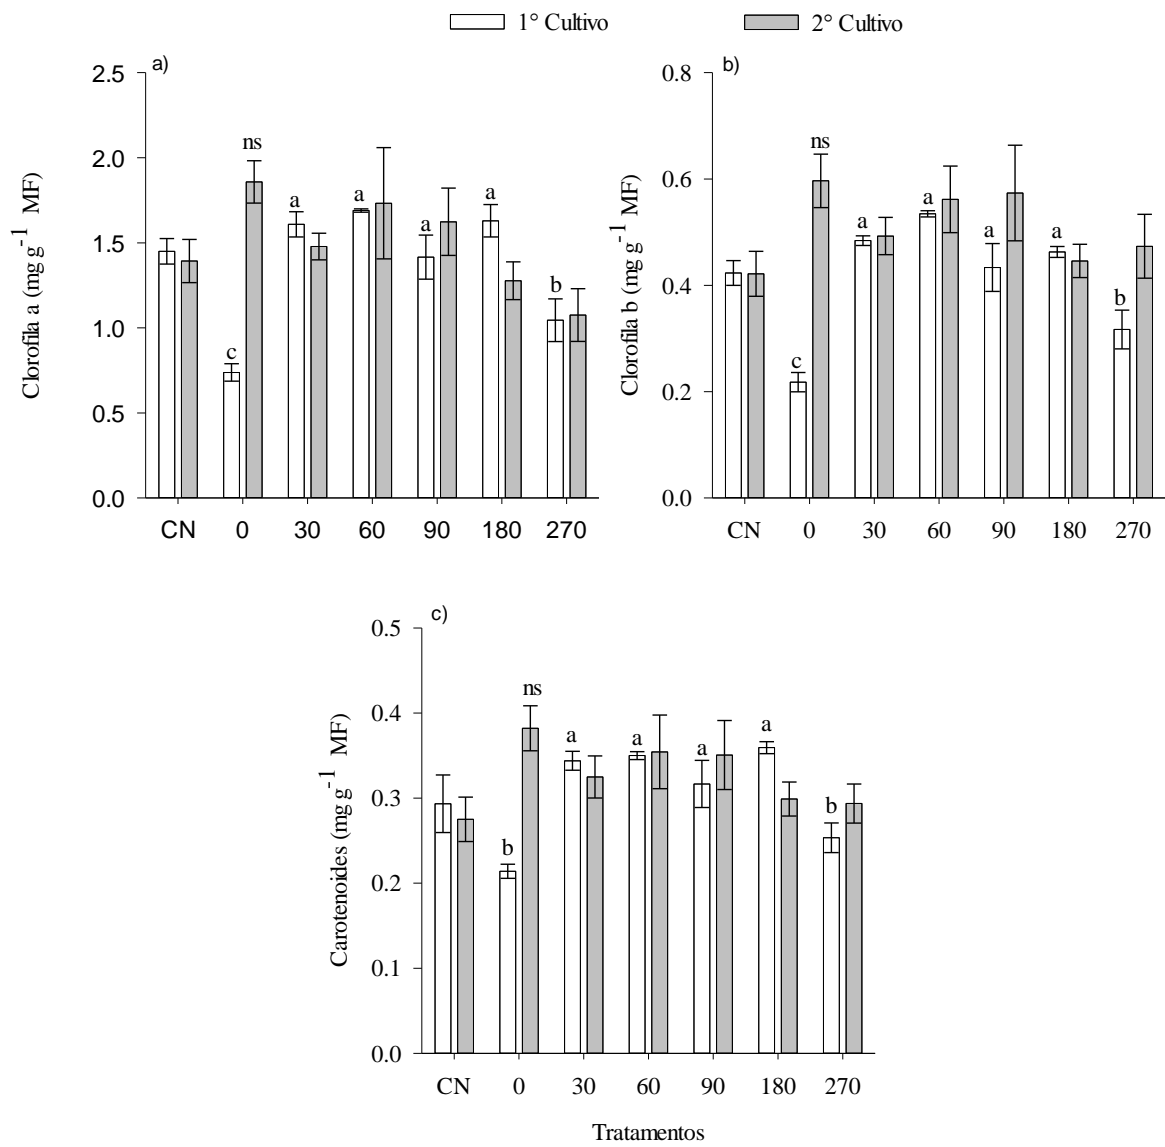 1° Cultivo 2° Cultivo
a)
Clorofila a (mg g-1 MF)
2.5
2.0
1.5
1.0
0.5
0.0
c
ns
a
a
a
a
b
CN 0 30 60 90 180 270
b)
Clorofila b (mg g-1 MF)
0.8
0.6
0.4
0.2
0.0
c
ns
a
a
a
a
b
CN 0 30 60 90 180 270
c)
Carotenoides (mg g-1 MF)
0.5
0.4
0.3
0.2
0.1
0.0
b
ns
a
a
a
a
b
CN 0 30 60 90 180 270
Tratamentos